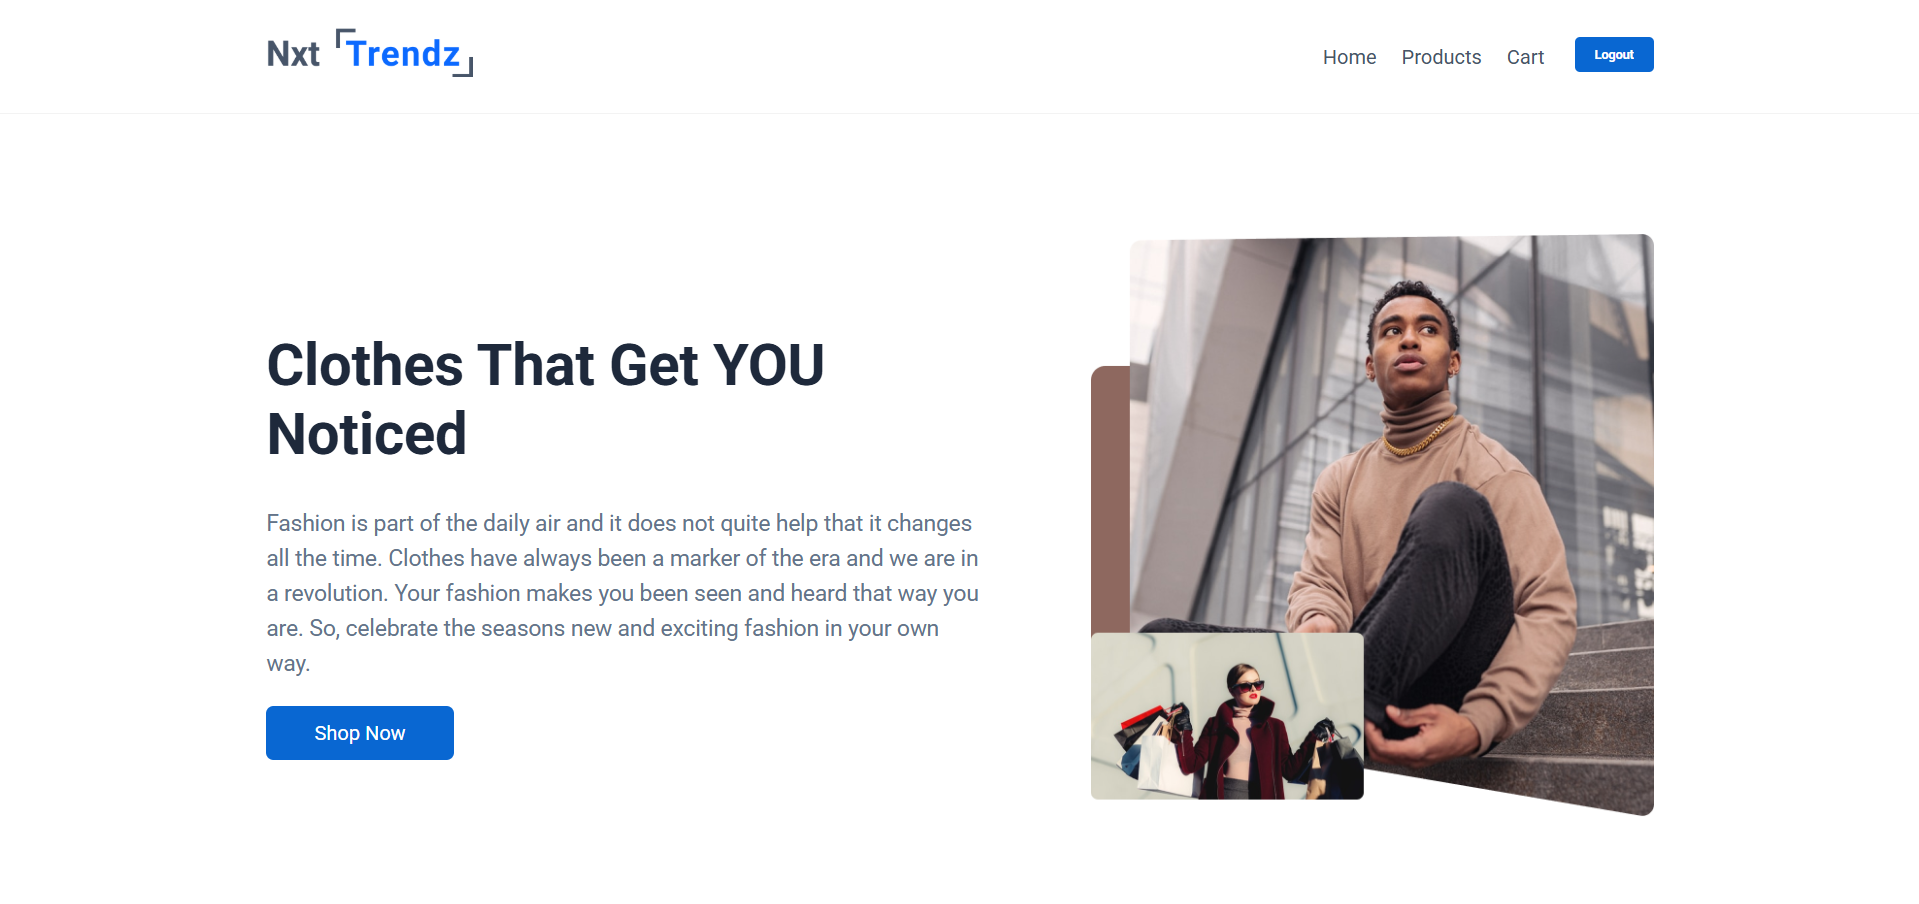 Nxt Trendz
Home Products Cart Logout
Clothes That Get YOU
Noticed
Fashion is part of the daily air and it does not quite help that it changes
all the time. Clothes have always been a marker of the era and we are in
a revolution. Your fashion makes you been seen and heard that way you
are. So, celebrate the seasons new and exciting fashion in your own
way.
Shop Now